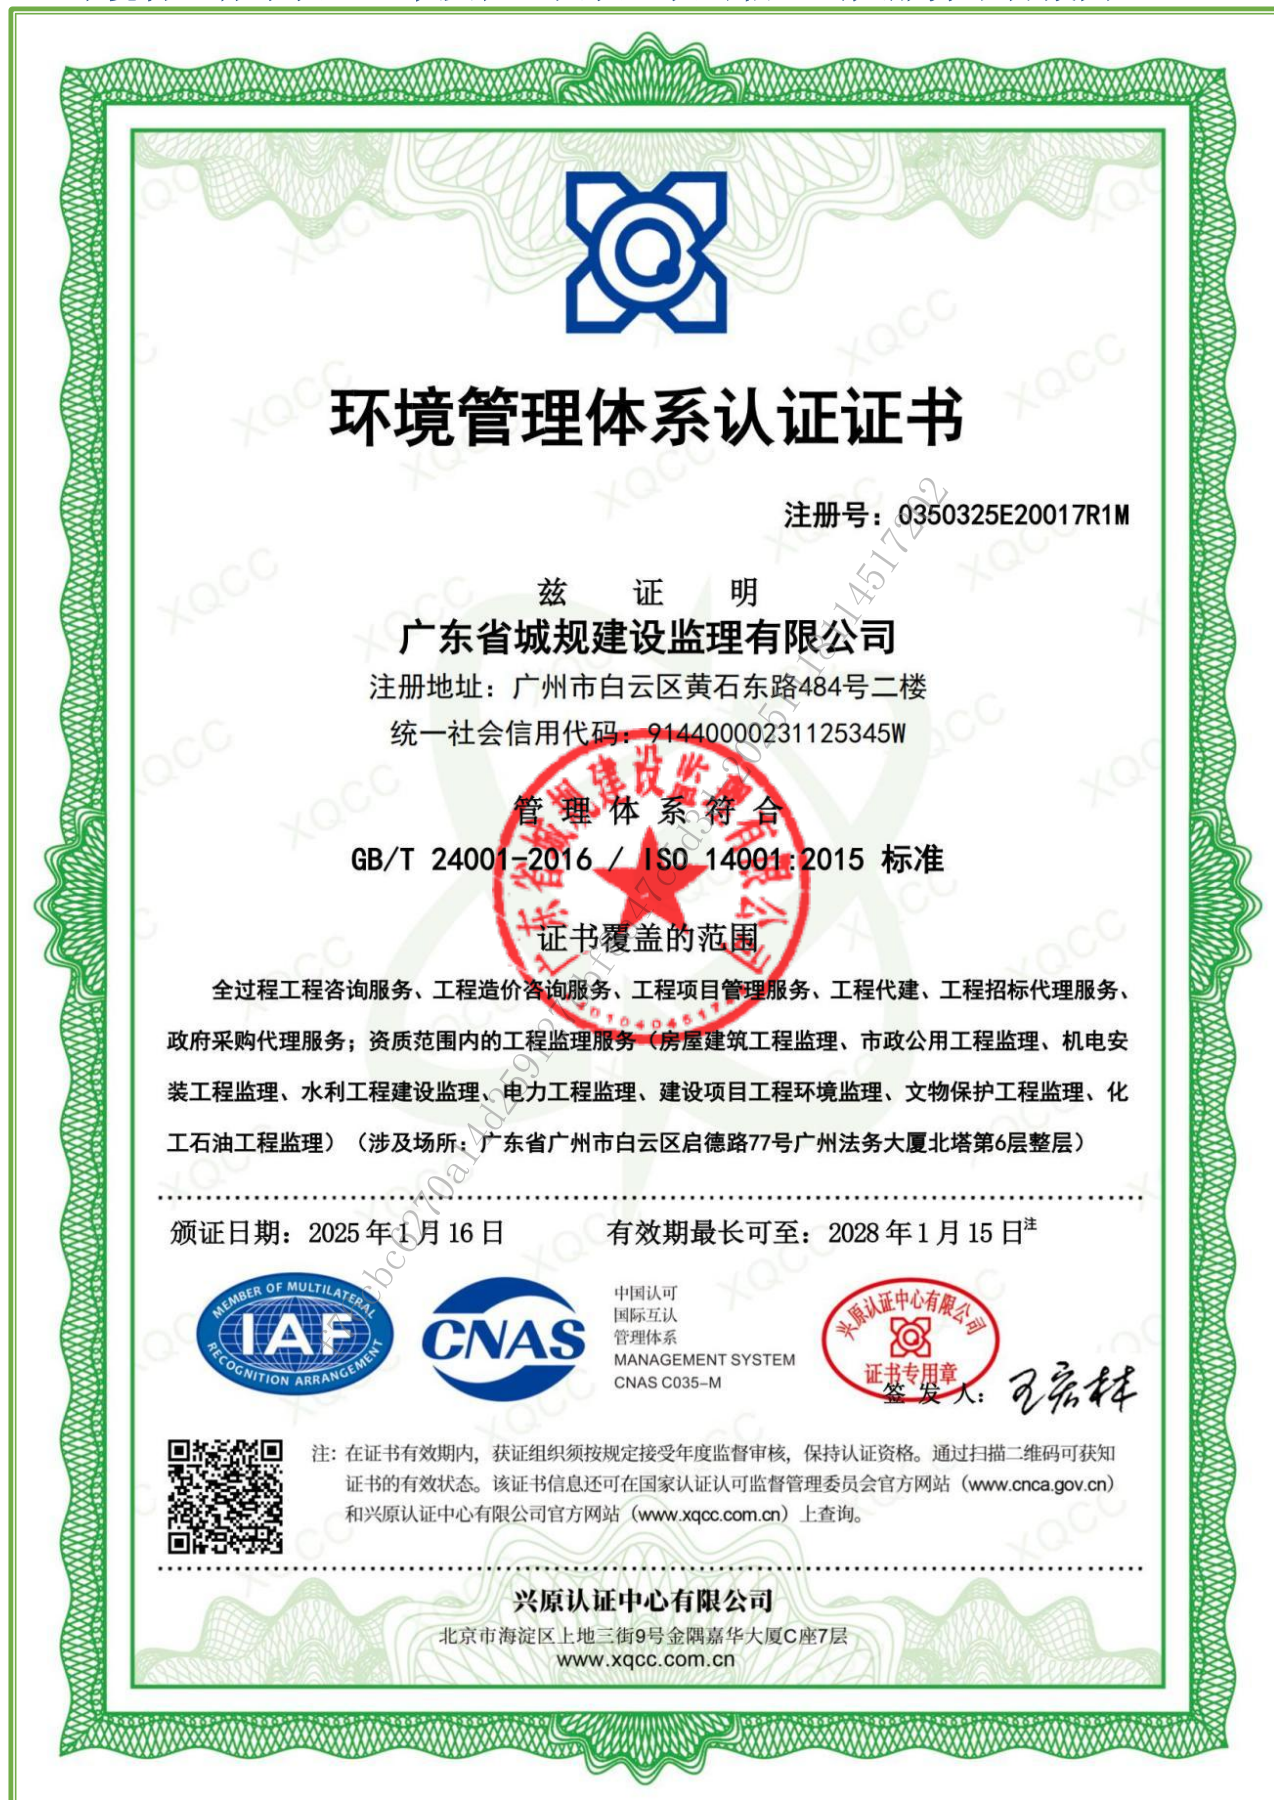 环境管理体系认证证书
注册号：0350325E20017R1M
兹 证 明
广东省城规建设监理有限公司
注册地址：广州市白云区黄石东路484号二楼
统一社会信用代码：91440000231125345W
管 理 体 系 符 合
GB/T 24001-2016 / ISO 14001:2015 标准
证书覆盖的范围
全过程工程咨询服务、工程造价咨询服务、工程项目管理服务、工程代建、工程招标代理服务、
政府采购代理服务；资质范围内的工程监理服务（房屋建筑工程监理、市政公用工程监理、机电安
装工程监理、水利工程建设监理、电力工程监理、建设项目工程环境监理、文物保护工程监理、化
工石油工程监理）（涉及场所：广东省广州市白云区启德路77号广州法务大厦北塔第6层整层）
广东省城规建设监理有限公司
颁证日期：2025年1月16日
有效期最长可至：2028年1月15日注
MEMBER OF MULTILATERAL
IAF
RECOGNITION ARRANGEMENT
CNAS
中国认可
国际互认
管理体系
MANAGEMENT SYSTEM
CNAS C035-M
兴原认证中心有限公司
证书专用章
签 发 人：
王宏林
注：在证书有效期内，获证组织须按规定接受年度监督审核，保持认证资格。通过扫描二维码可获知
证书的有效状态。该证书信息还可在国家认证认可监督管理委员会官方网站（www.cnca.gov.cn）
和兴原认证中心有限公司官方网站（www.xqcc.com.cn）上查询。
兴原认证中心有限公司
北京市海淀区上地三街9号金隅嘉华大厦C座7层
www.xqcc.com.cn
XQCC